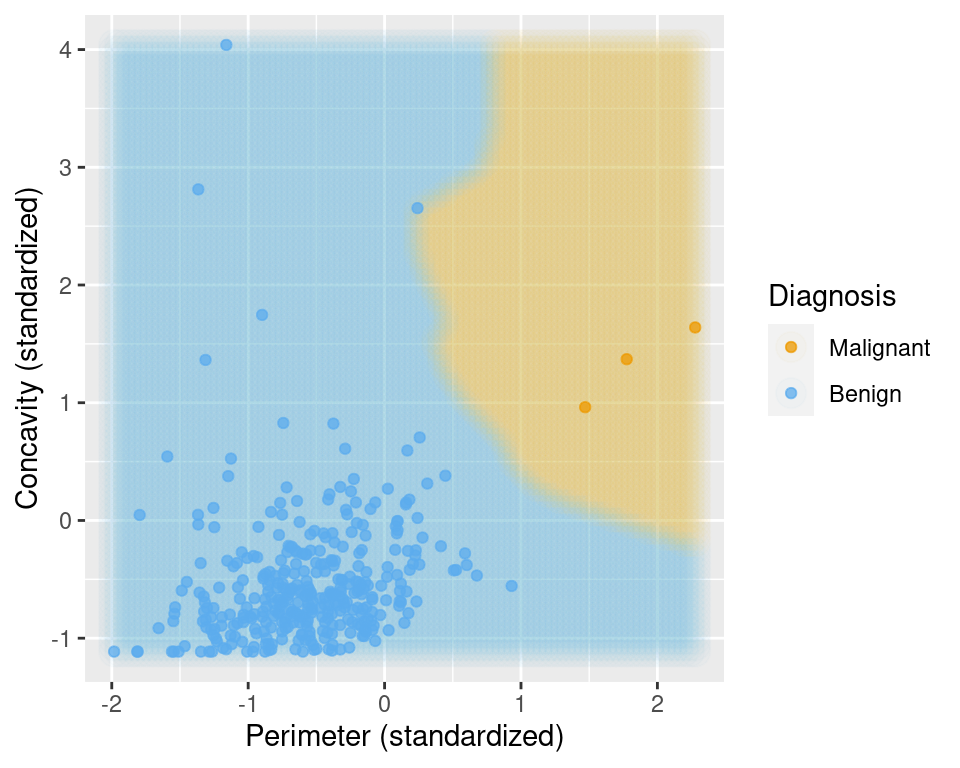 4
3
2
1
0
-1
-2 -1 0 1 2
Perimeter (standardized)
Concavity (standardized)
Diagnosis
Malignant
Benign